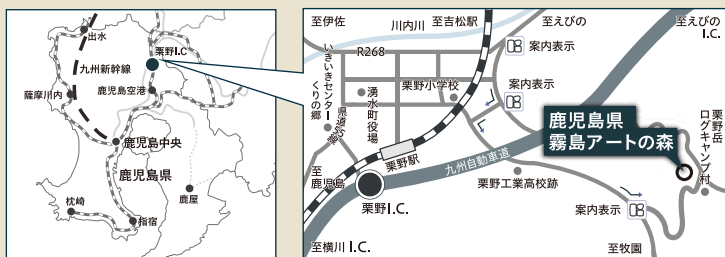 出水
栗野I.C
九州新幹線
薩摩川内
鹿児島空港
鹿児島中央
鹿児島県
鹿屋
枕崎
指宿
至伊佐
川内川
至吉松駅
至えびの
至えびの
I.C.
R268
案内表示
いきいきセンター
くりの郷
県道55線
湧水町役場
栗野小学校
案内表示
鹿児島県
霧島アートの森
栗野岳
ログキャンプ村
栗野駅
九州自動車道
至
鹿児島
栗野工業高校跡
栗野I.C.
案内表示
至横川 I.C.
至牧園